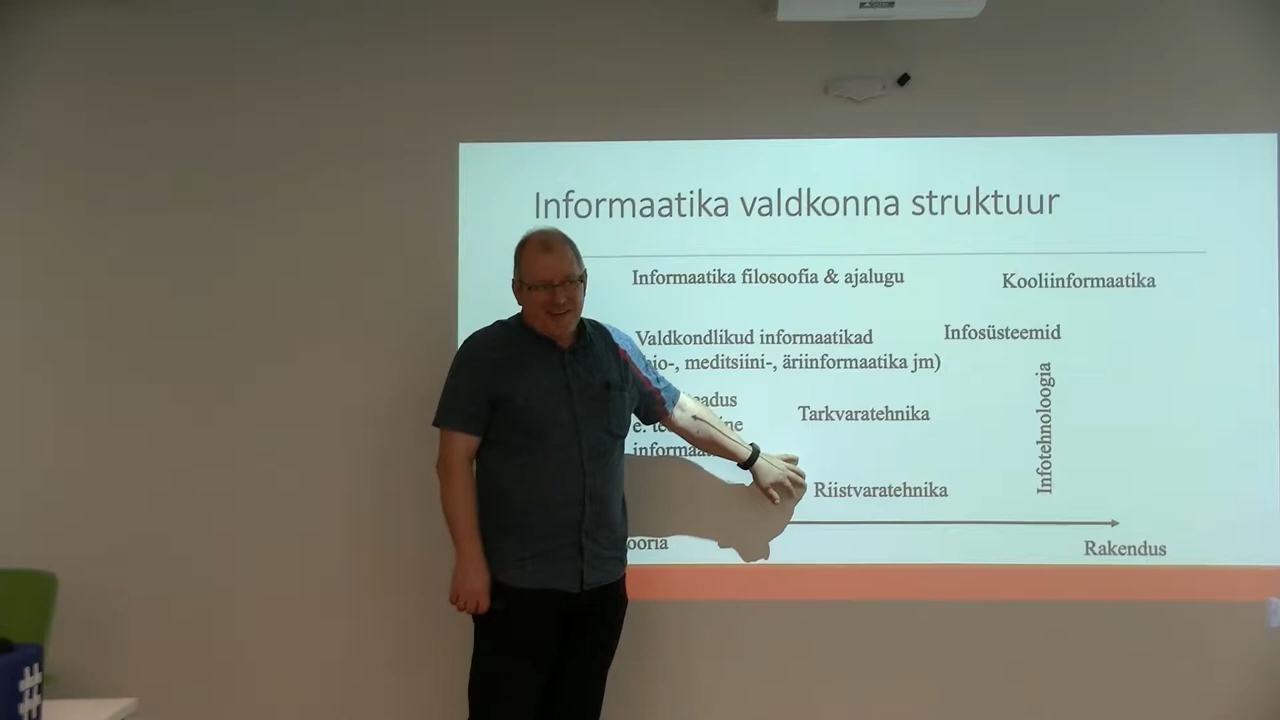 Informaatika valdkonna struktuur
Informaatika filosoofia & ajalugu
Kooliinformaatika
Valdkondlikud informaatikad
Infosüsteemid
meditsiini-, äriinformaatika jm)
Infotehnoloogia
Tarkvaratehnika
e.
Riistvaratehnika
Rakendus
#